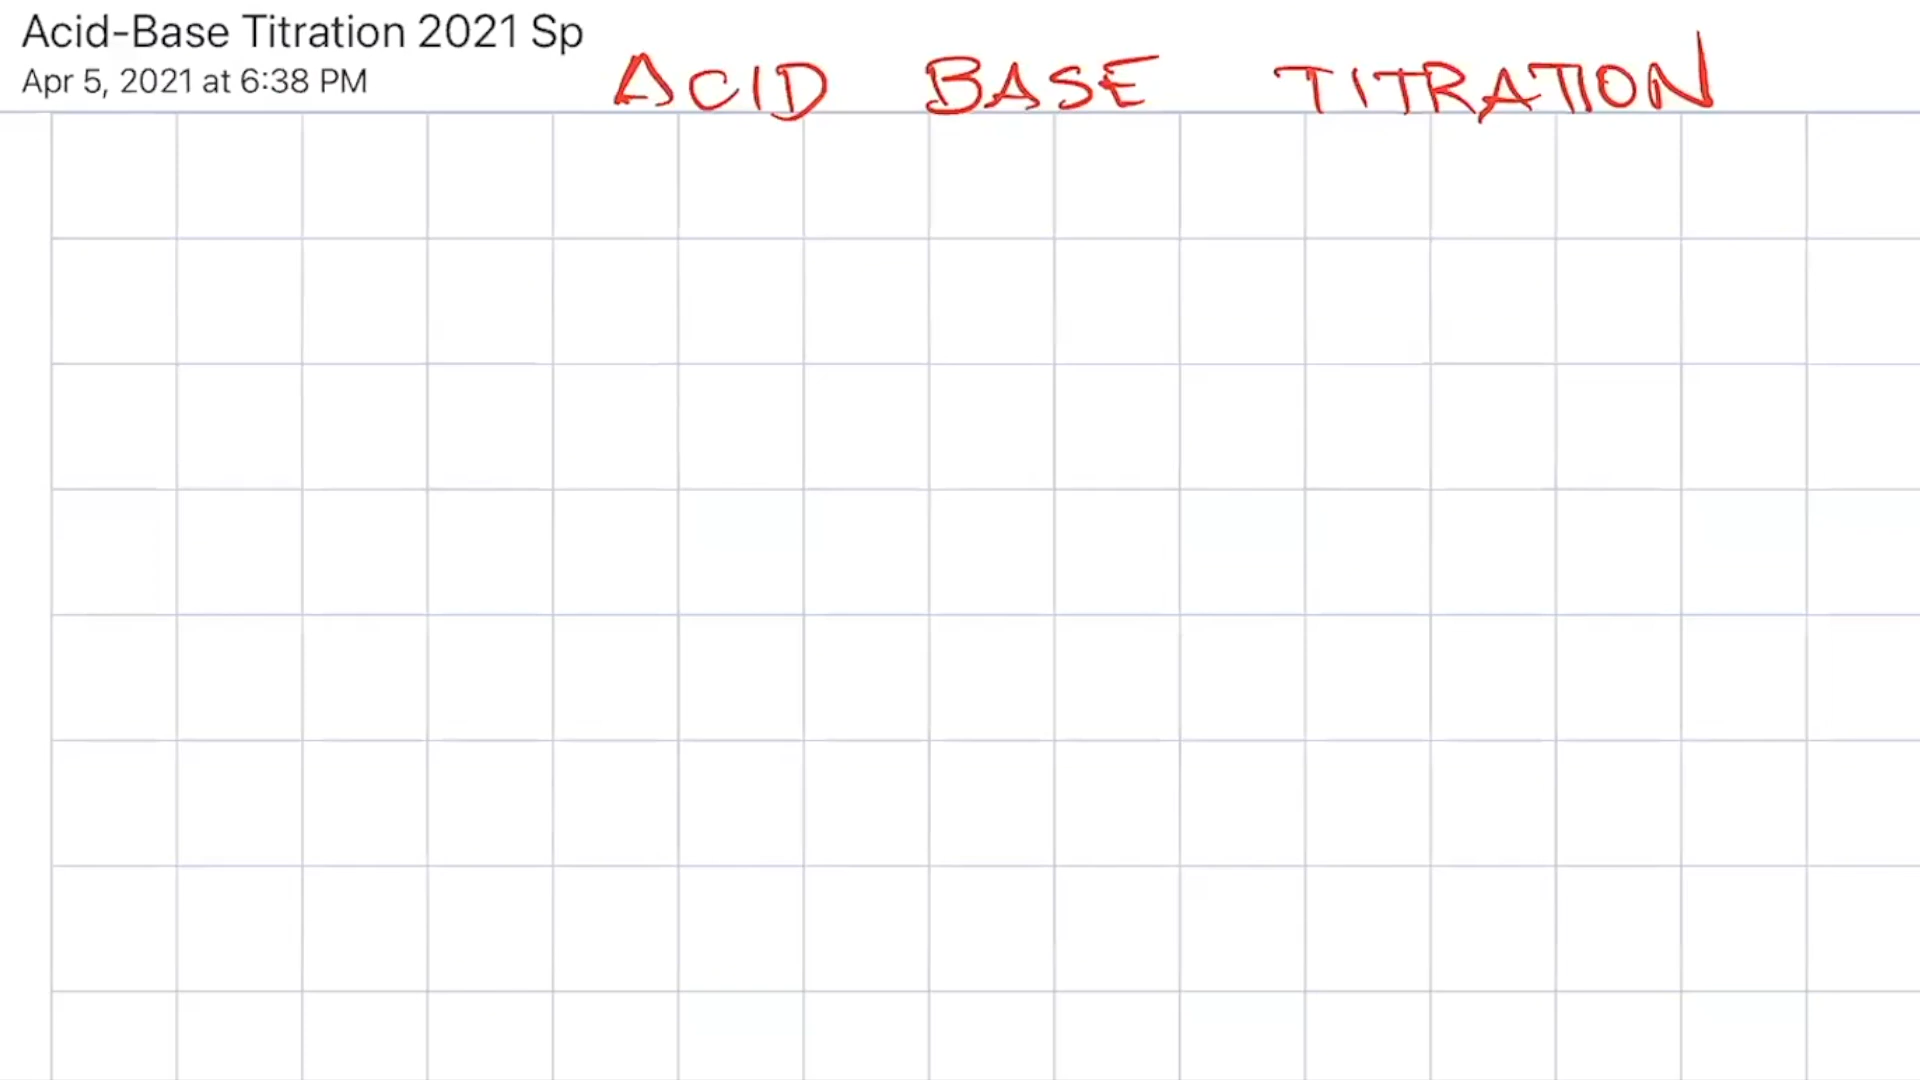 Acid-Base Titration 2021 Sp
Apr 5, 2021 at 6:38 PM
ACID BASE TITRATION